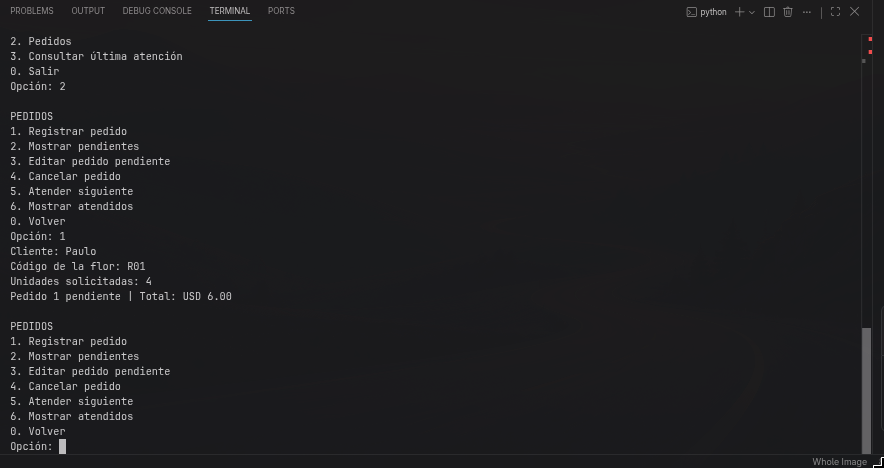 PROBLEMS OUTPUT DEBUG CONSOLE TERMINAL PORTS python
2. Pedidos
3. Consultar última atención
0. Salir
Opción: 2
PEDIDOS
1. Registrar pedido
2. Mostrar pendientes
3. Editar pedido pendiente
4. Cancelar pedido
5. Atender siguiente
6. Mostrar atendidos
0. Volver
Opción: 1
Cliente: Paulo
Código de la flor: R01
Unidades solicitadas: 4
Pedido 1 pendiente | Total: USD 6.00
PEDIDOS
1. Registrar pedido
2. Mostrar pendientes
3. Editar pedido pendiente
4. Cancelar pedido
5. Atender siguiente
6. Mostrar atendidos
0. Volver
Opción:
Whole Image